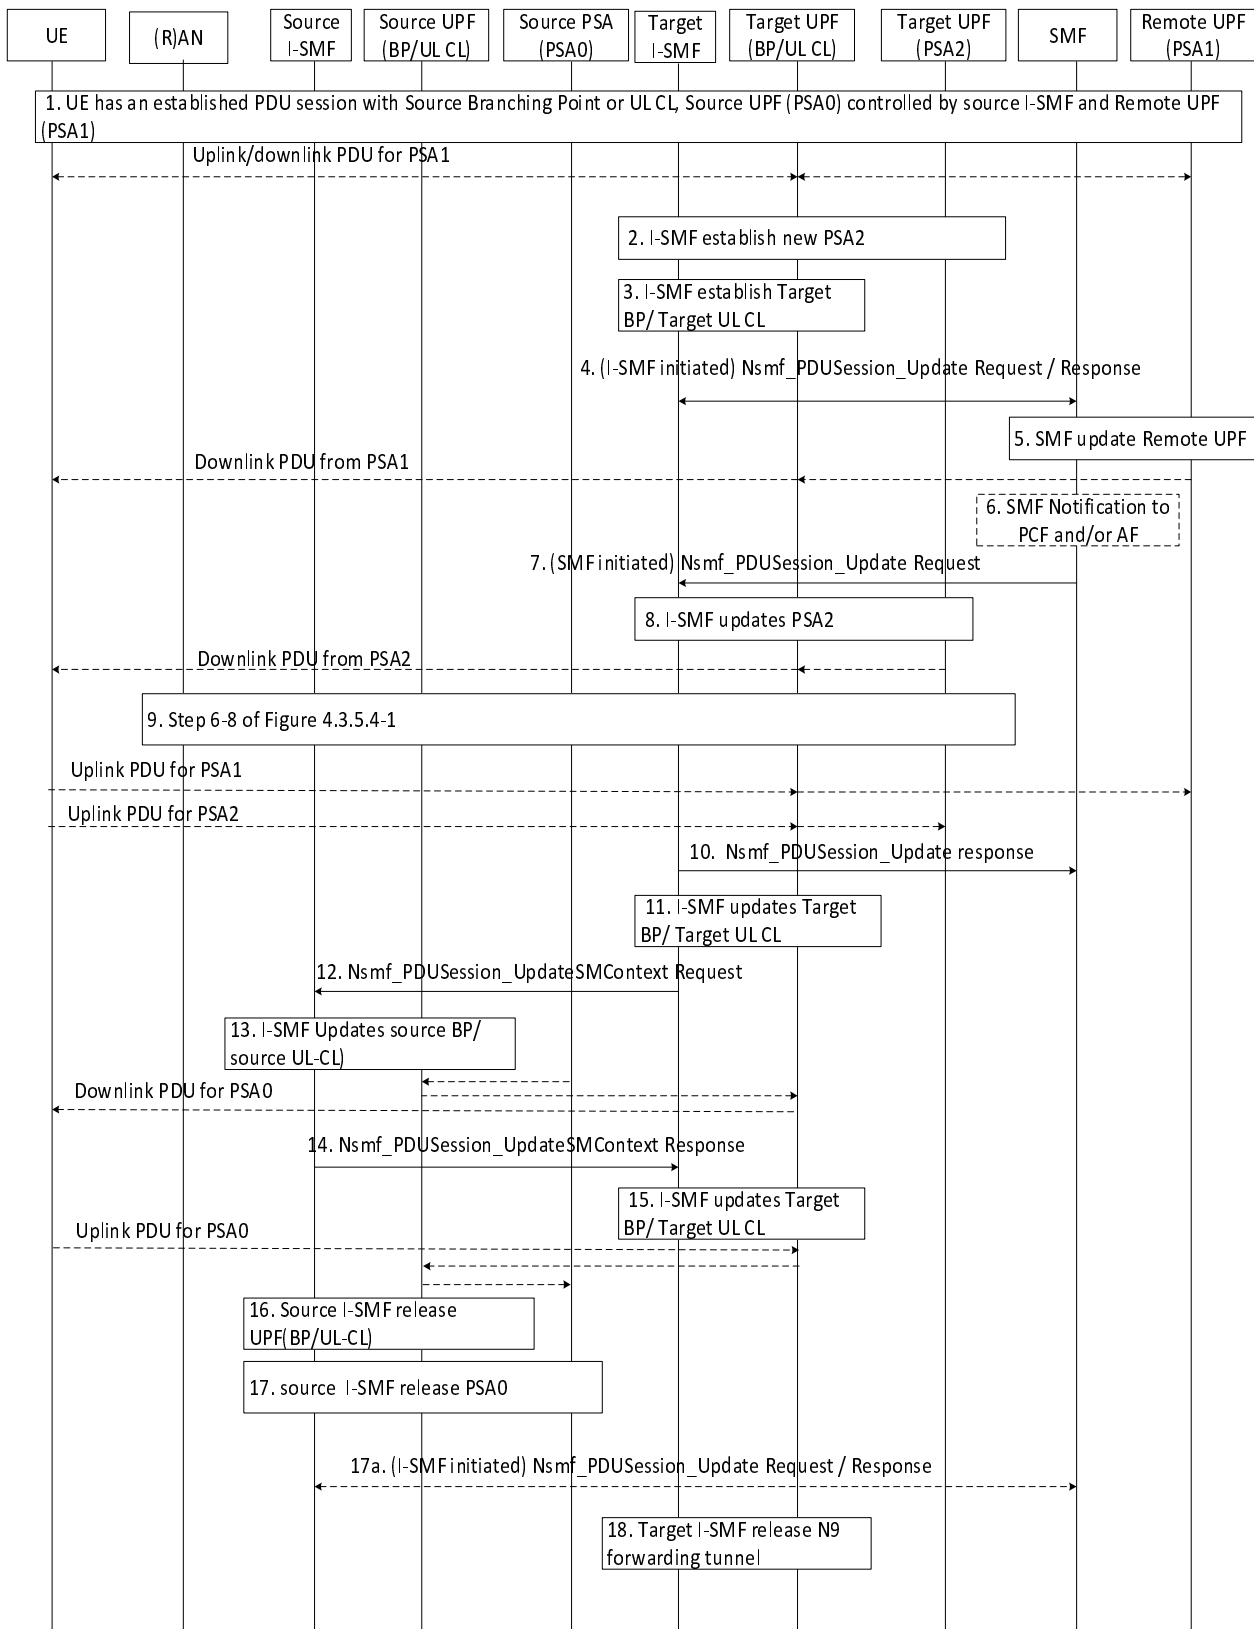 UE
(R)AN
Source
I-SMF
Source UPF
(BP/UL CL)
Source PSA
(PSA0)
Target
I-SMF
Target UPF
(BP/UL CL)
Target UPF
(PSA2)
SMF
Remote UPF
(PSA1)
1. UE has an established PDU session with Source Branching Point or UL CL, Source UPF (PSA0) controlled by source I-SMF and Remote UPF
(PSA1)
Uplink/downlink PDU for PSA1
2. I-SMF establish new PSA2
3. I-SMF establish Target
BP/ Target UL CL
4. (I-SMF initiated) Nsmf_PDUSession_Update Request / Response
5. SMF update Remote UPF
Downlink PDU from PSA1
6. SMF Notification to
PCF and/or AF
7. (SMF initiated) Nsmf_PDUSession_Update Request
8. I-SMF updates PSA2
Downlink PDU from PSA2
9. Step 6-8 of Figure 4.3.5.4-1
Uplink PDU for PSA1
Uplink PDU for PSA2
10.  Nsmf_PDUSession_Update response
11. I-SMF updates Target
BP/ Target UL CL
12. Nsmf_PDUSession_UpdateSMContext Request
13. I-SMF Updates source BP/
source UL-CL)
Downlink PDU for PSA0
14. Nsmf_PDUSession_UpdateSMContext Response
15. I-SMF updates Target
BP/ Target UL CL
Uplink PDU for PSA0
16. Source I-SMF release
UPF(BP/UL-CL)
17. source I-SMF release PSA0
17a. (I-SMF initiated) Nsmf_PDUSession_Update Request / Response
18. Target I-SMF release N9
forwarding tunnel